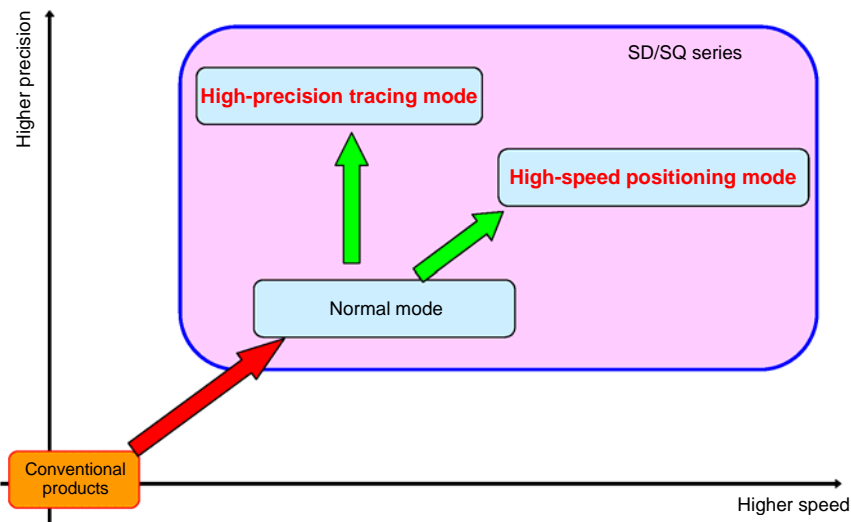 Higher precision
SD/SQ series
High-precision tracing mode
High-speed positioning mode
Normal mode
Conventional
products
Higher speed